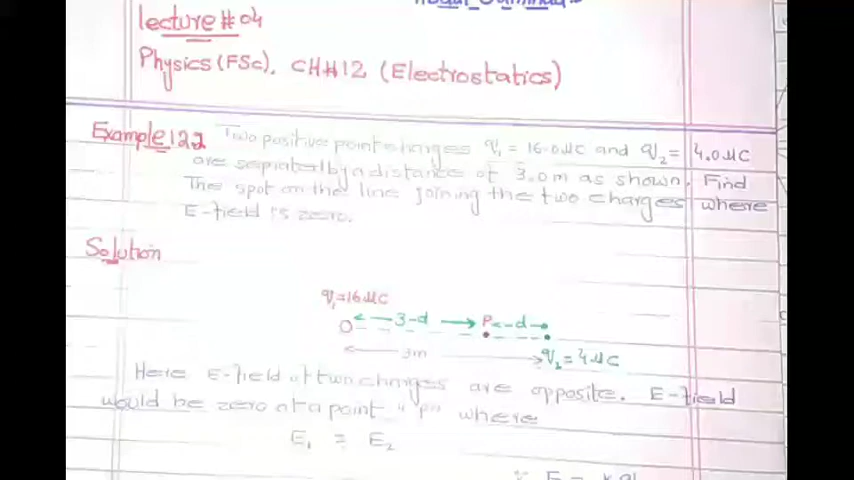 lecture # 04
Physics (FSc), CH#12 (Electrostatics)
Example 12.2 Two positive point charges q₁ = 16.0 μC and q₂ = 4.0 μC
are sepirated by a distance of 3.0 m as shown. Find
The spot on the line joining the two charges where
E-field is zero.
Solution
q₁=16 μC
3-d P d
3m q₂ = 4 μC
Here E-field of two charges are opposite. E-field
would be zero at a point "P" where
E₁ = E₂